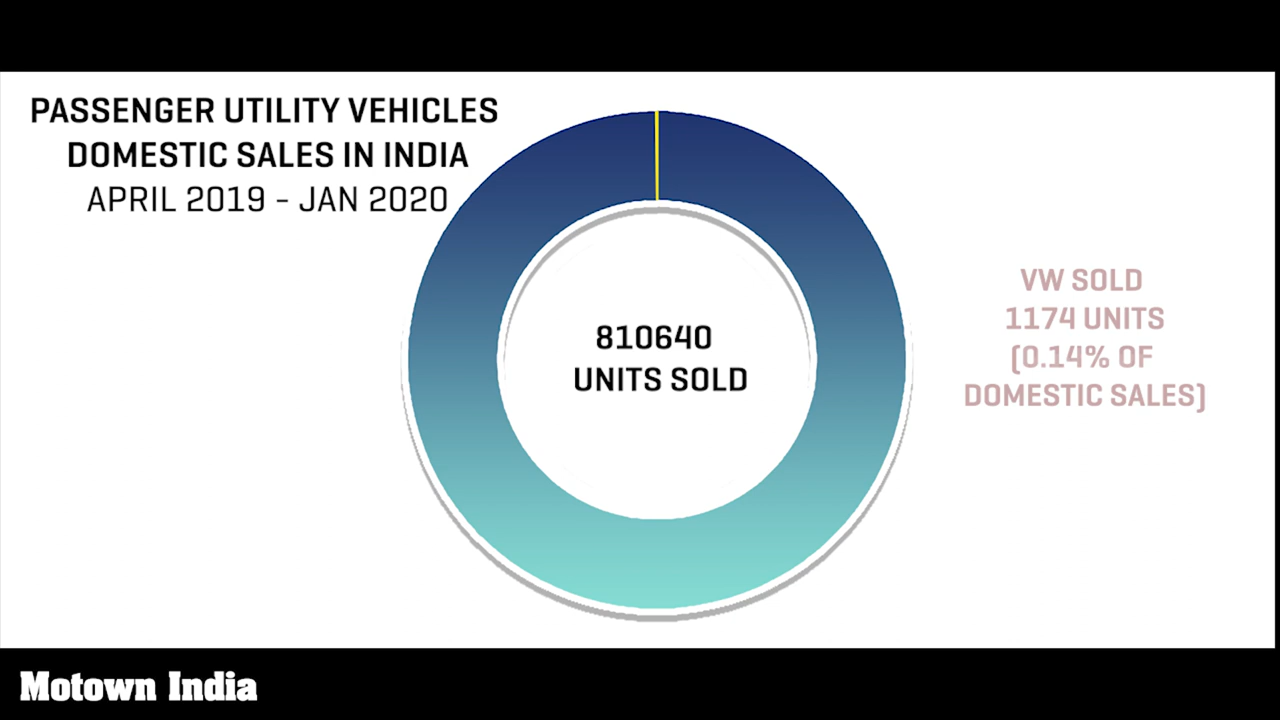 PASSENGER UTILITY VEHICLES
DOMESTIC SALES IN INDIA
APRIL 2019 - JAN 2020
810640
UNITS SOLD
VW SOLD
1174 UNITS
(0.14% OF
DOMESTIC SALES)
Motown India